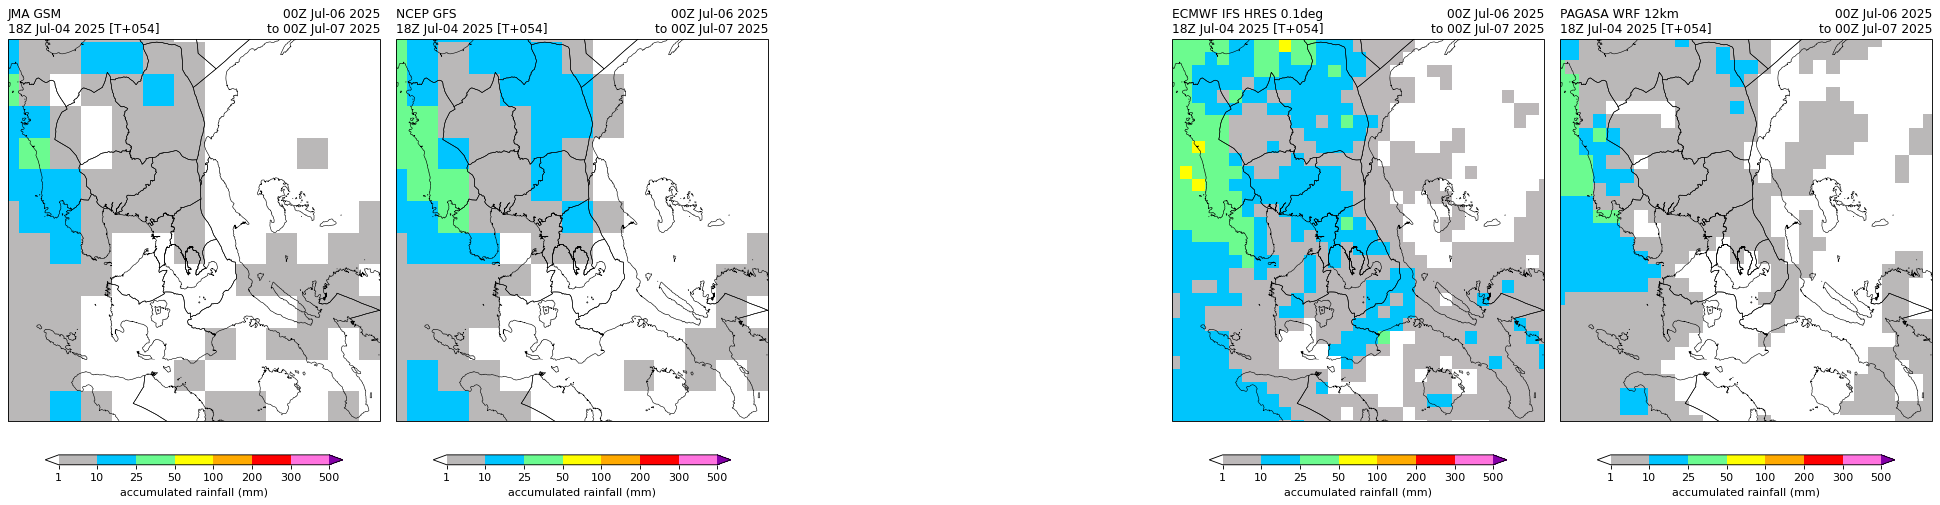 JMA GSM 00Z Jul-06 2025
18Z Jul-04 2025 [T+054] to 00Z Jul-07 2025
1 10 25 50 100 200 300 500
accumulated rainfall (mm)
NCEP GFS 00Z Jul-06 2025
18Z Jul-04 2025 [T+054] to 00Z Jul-07 2025
1 10 25 50 100 200 300 500
accumulated rainfall (mm)
ECMWF IFS HRES 0.1deg 00Z Jul-06 2025
18Z Jul-04 2025 [T+054] to 00Z Jul-07 2025
1 10 25 50 100 200 300 500
accumulated rainfall (mm)
PAGASA WRF 12km 00Z Jul-06 2025
18Z Jul-04 2025 [T+054] to 00Z Jul-07 2025
1 10 25 50 100 200 300 500
accumulated rainfall (mm)